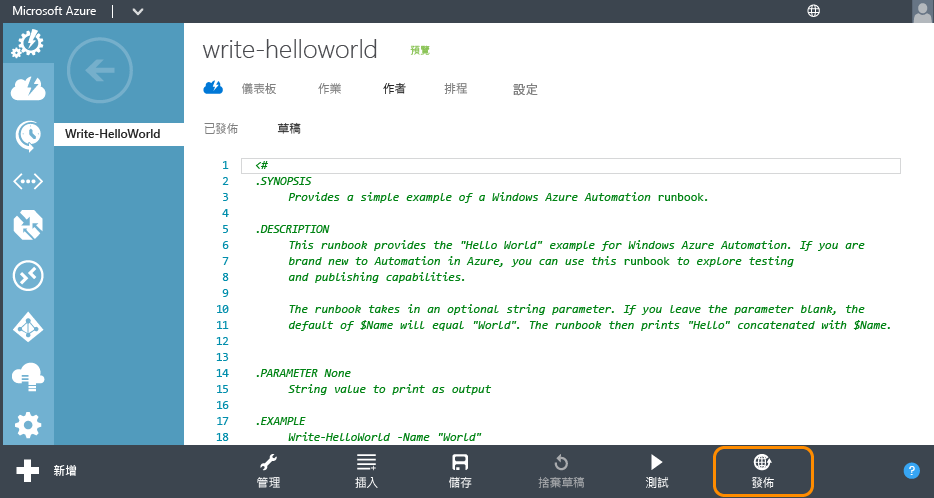 Microsoft Azure
write-helloworld 預覽
儀表板 作業 作者 排程 設定
Write-HelloWorld
已發佈 草稿
1 <#
2 .SYNOPSIS
3 Provides a simple example of a Windows Azure Automation runbook.
4
5 .DESCRIPTION
6 This runbook provides the "Hello World" example for Windows Azure Automation. If you are
7 brand new to Automation in Azure, you can use this runbook to explore testing
8 and publishing capabilities.
9
10 The runbook takes in an optional string parameter. If you leave the parameter blank, the
11 default of $Name will equal "World". The runbook then prints "Hello" concatenated with $Name.
12
13
14 .PARAMETER None
15 String value to print as output
16
17 .EXAMPLE
18 Write-HelloWorld -Name "World"
新增 管理 插入 儲存 捨棄草稿 測試 發佈 ?